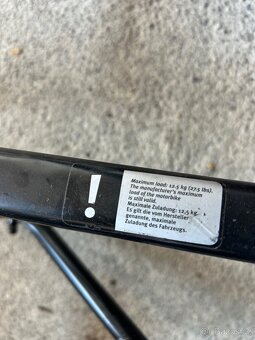 !
Maximum load: 12.5 kg (27.5 lbs).
The manufacturer's maximum
load of the motorbike
is still valid.
Maximale Zuladung: 12,5 kg.
Es gilt die vom Hersteller
genannte, maximale
Zuladung des Fahrzeugs.